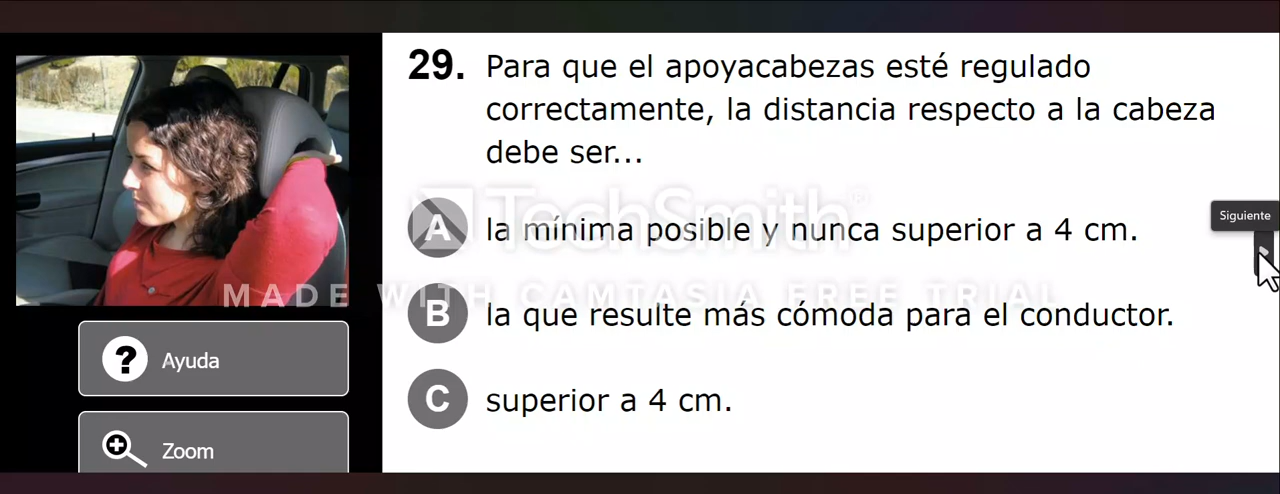 29. Para que el apoyacabezas esté regulado
correctamente, la distancia respecto a la cabeza
debe ser...
TechSmith®
A la mínima posible y nunca superior a 4 cm.
Siguiente
MADE WITH CAMTASIA FREE TRIAL
B la que resulte más cómoda para el conductor.
? Ayuda
C superior a 4 cm.
Zoom